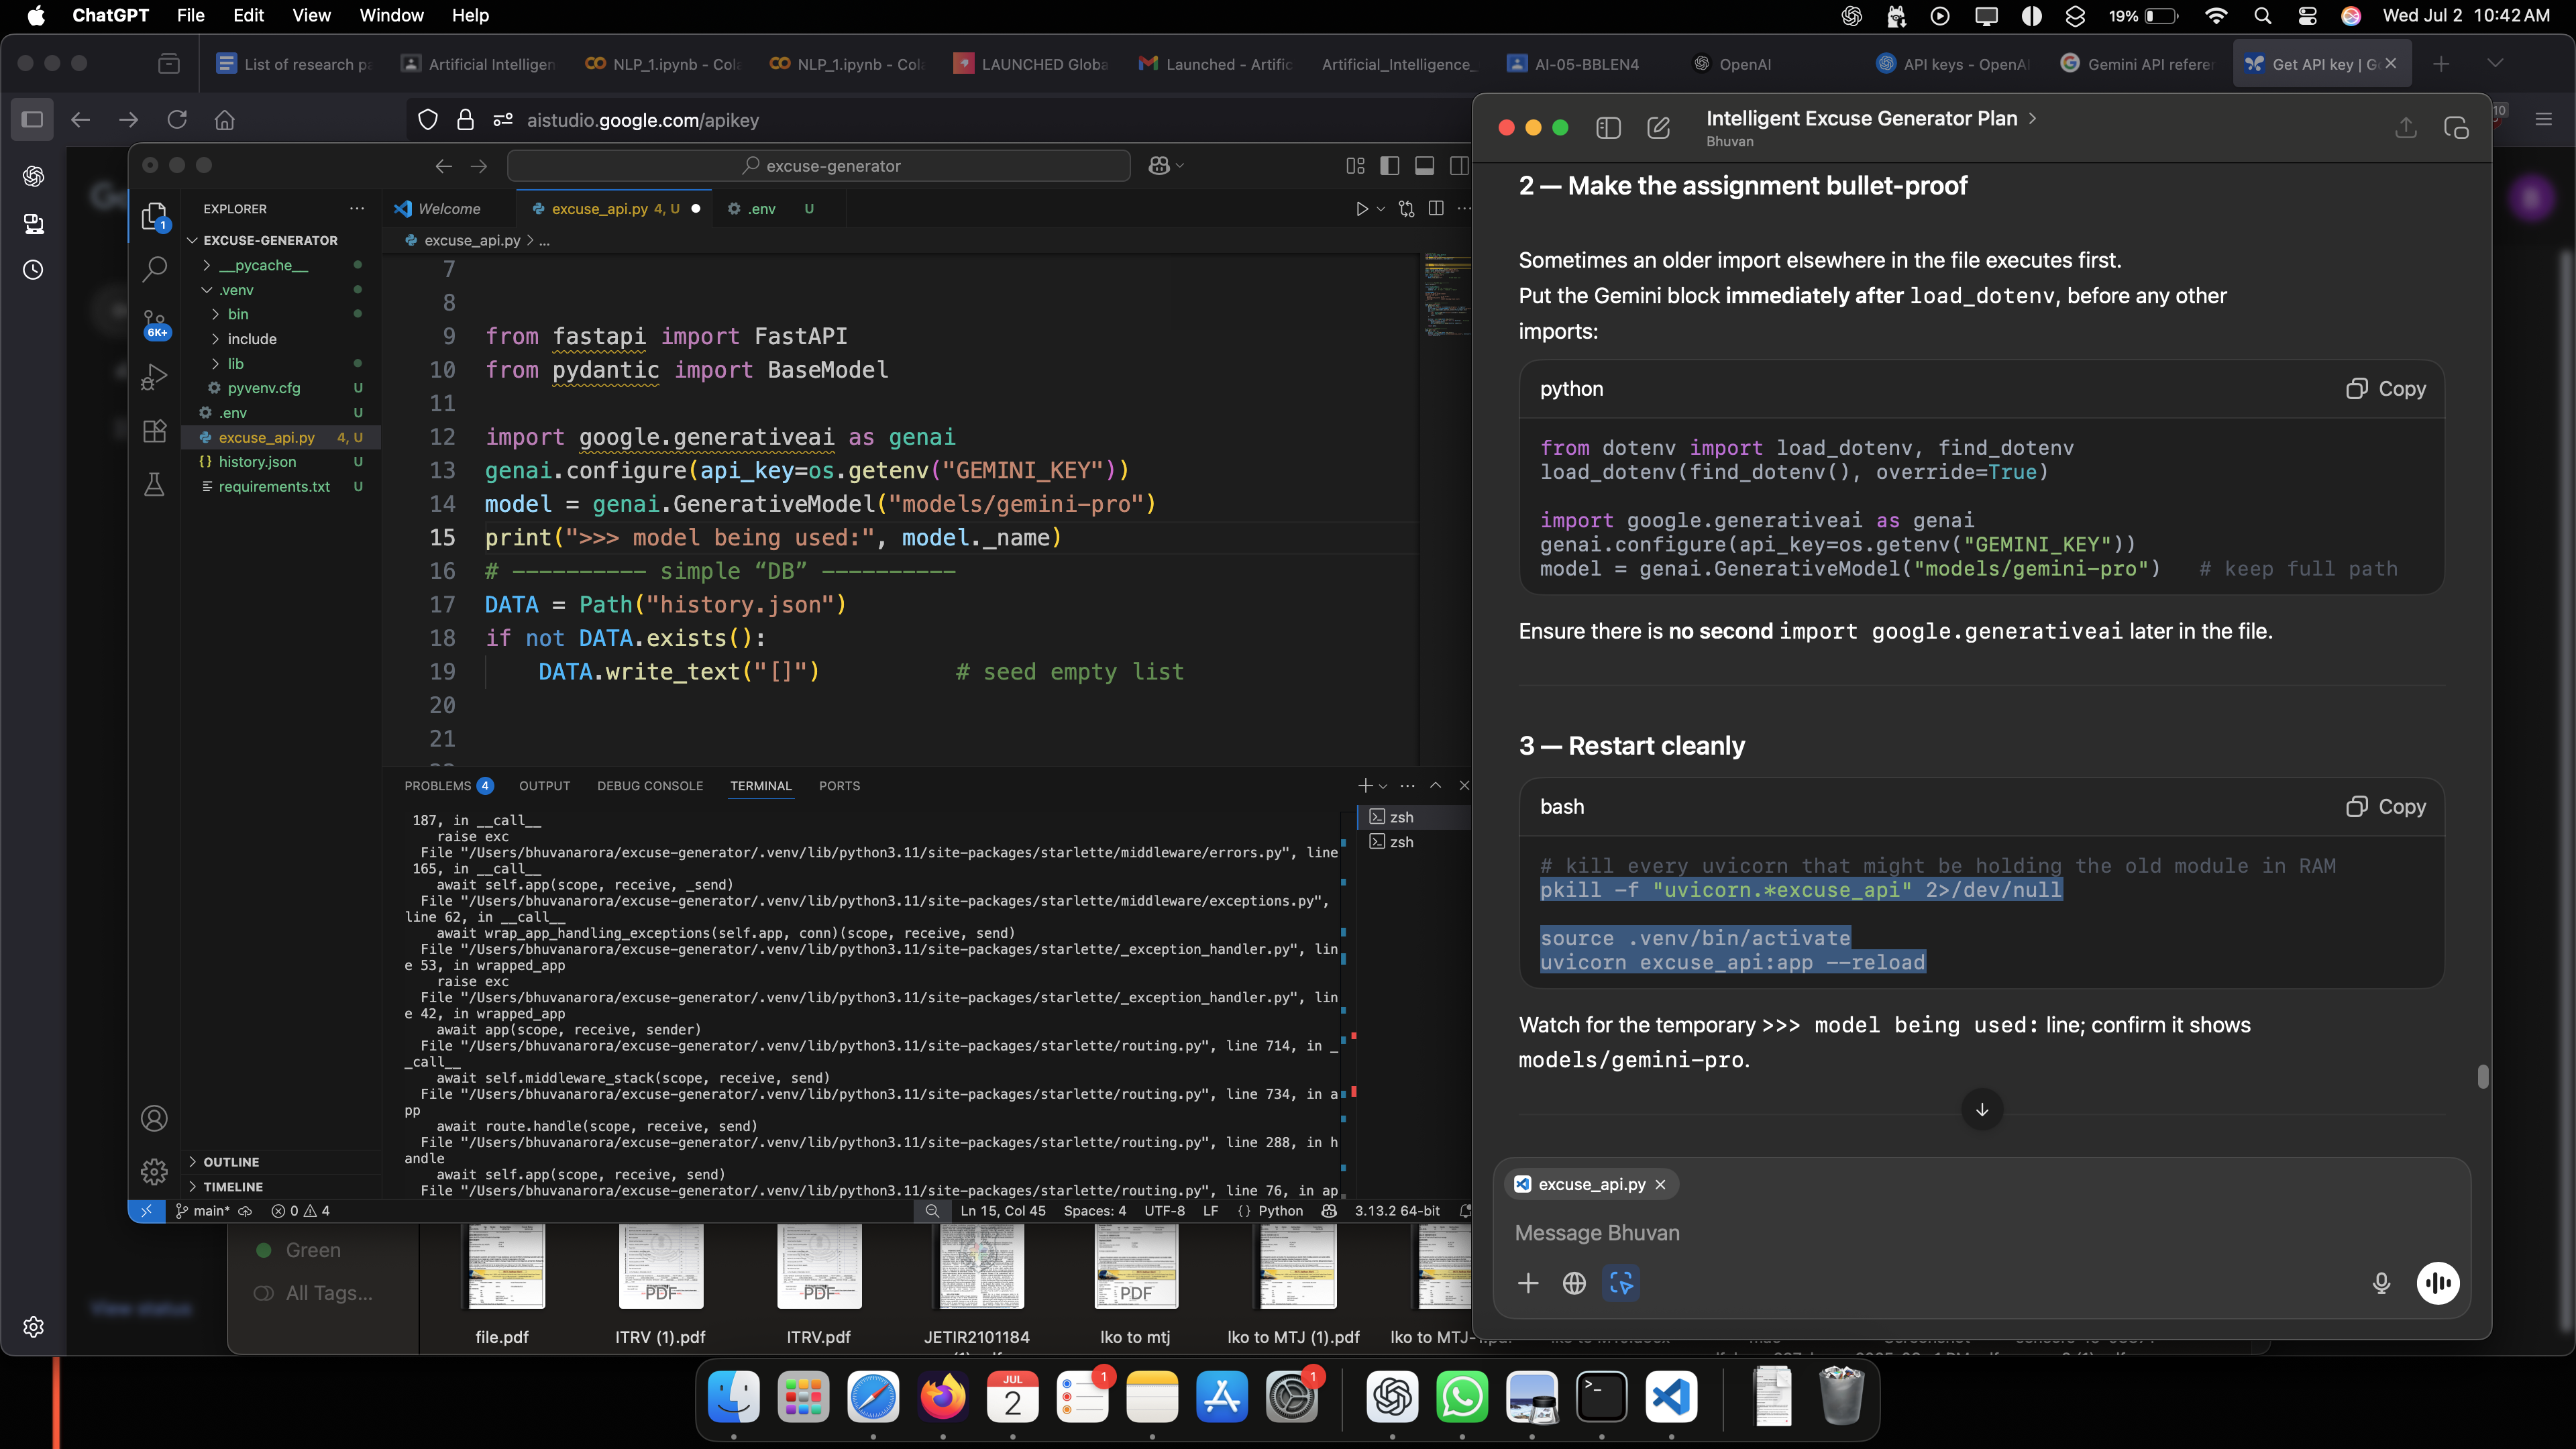 ChatGPT File Edit View Window Help
19% Wed Jul 2 10:42 AM
List of research pa
Artificial Intelligen
NLP_1.ipynb - Cola
NLP_1.ipynb - Cola
LAUNCHED Globa
Launched - Artific
Artificial_Intelligence_
AI-05-BBLEN4
OpenAI
API keys - OpenAI
Gemini API referen
Get API key | G
aistudio.google.com/apikey
excuse-generator
EXPLORER
EXCUSE-GENERATOR
__pycache__
.venv
bin
include
lib
pyvenv.cfg U
.env U
excuse_api.py 4, U
history.json U
requirements.txt U
1
6K+
OUTLINE
TIMELINE
Welcome
excuse_api.py 4, U
.env U
excuse_api.py > ...
7
8
9 from fastapi import FastAPI
10 from pydantic import BaseModel
11
12 import google.generativeai as genai
13 genai.configure(api_key=os.getenv("GEMINI_KEY"))
14 model = genai.GenerativeModel("models/gemini-pro")
15 print(">>> model being used:", model._name)
16 # ---------- simple “DB” ----------
17 DATA = Path("history.json")
18 if not DATA.exists():
19 DATA.write_text("[]") # seed empty list
20
21
PROBLEMS 4 OUTPUT DEBUG CONSOLE TERMINAL PORTS
zsh
zsh
187, in __call__
raise exc
File "/Users/bhuvanarora/excuse-generator/.venv/lib/python3.11/site-packages/starlette/middleware/errors.py", line
165, in __call__
await self.app(scope, receive, _send)
File "/Users/bhuvanarora/excuse-generator/.venv/lib/python3.11/site-packages/starlette/middleware/exceptions.py",
line 62, in __call__
await wrap_app_handling_exceptions(self.app, conn)(scope, receive, send)
File "/Users/bhuvanarora/excuse-generator/.venv/lib/python3.11/site-packages/starlette/_exception_handler.py", lin
e 53, in wrapped_app
raise exc
File "/Users/bhuvanarora/excuse-generator/.venv/lib/python3.11/site-packages/starlette/_exception_handler.py", lin
e 42, in wrapped_app
await app(scope, receive, sender)
File "/Users/bhuvanarora/excuse-generator/.venv/lib/python3.11/site-packages/starlette/routing.py", line 714, in _
_call__
await self.middleware_stack(scope, receive, send)
File "/Users/bhuvanarora/excuse-generator/.venv/lib/python3.11/site-packages/starlette/routing.py", line 734, in a
pp
await route.handle(scope, receive, send)
File "/Users/bhuvanarora/excuse-generator/.venv/lib/python3.11/site-packages/starlette/routing.py", line 288, in h
andle
await self.app(scope, receive, send)
File "/Users/bhuvanarora/excuse-generator/.venv/lib/python3.11/site-packages/starlette/routing.py", line 76, in ap
main* 0 4 Ln 15, Col 45 Spaces: 4 UTF-8 LF {} Python 3.13.2 64-bit
Intelligent Excuse Generator Plan >
Bhuvan
2 — Make the assignment bullet-proof
Sometimes an older import elsewhere in the file executes first.
Put the Gemini block immediately after load_dotenv, before any other
imports:
python Copy
from dotenv import load_dotenv, find_dotenv
load_dotenv(find_dotenv(), override=True)
import google.generativeai as genai
genai.configure(api_key=os.getenv("GEMINI_KEY"))
model = genai.GenerativeModel("models/gemini-pro") # keep full path
Ensure there is no second import google.generativeai later in the file.
3 — Restart cleanly
bash Copy
# kill every uvicorn that might be holding the old module in RAM
pkill -f "uvicorn.*excuse_api" 2>/dev/null
source .venv/bin/activate
uvicorn excuse_api:app --reload
Watch for the temporary >>> model being used: line; confirm it shows
models/gemini-pro.
excuse_api.py
Message Bhuvan
10
Green
All Tags...
View status
PDF PDF PDF
file.pdf
ITRV (1).pdf
ITRV.pdf
JETIR2101184
lko to mtj
lko to MTJ (1).pdf
JUL
2
1
1